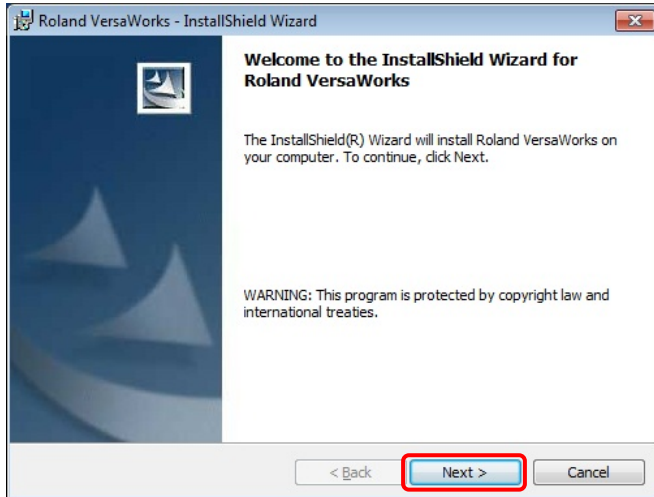 Roland VersaWorks - InstallShield Wizard
Welcome to the InstallShield Wizard for
Roland VersaWorks
The InstallShield(R) Wizard will install Roland VersaWorks on
your computer. To continue, click Next.
WARNING: This program is protected by copyright law and
international treaties.
< Back Next > Cancel